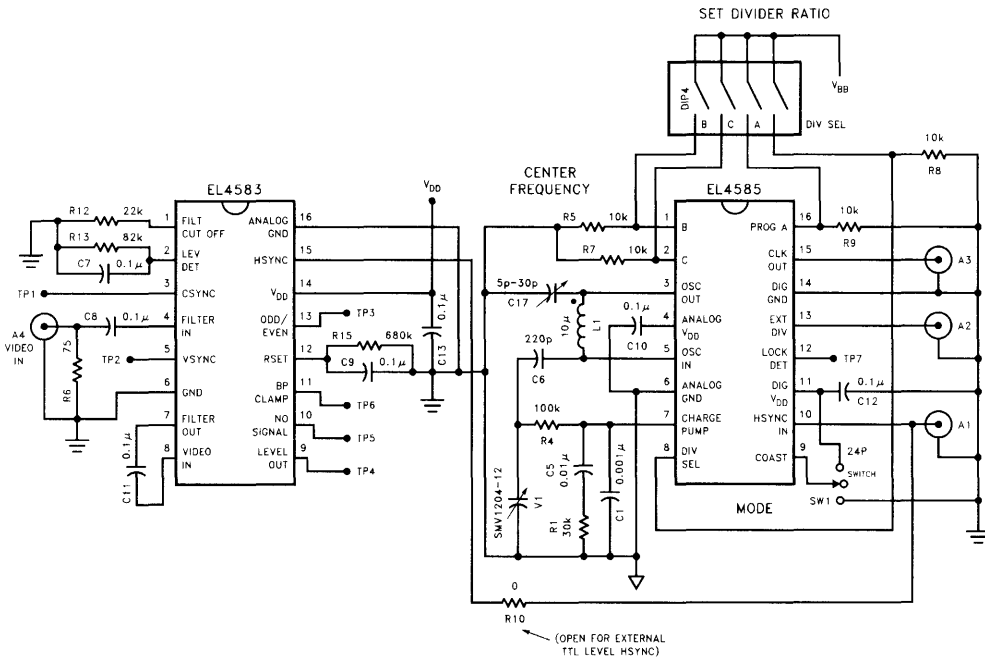 SET DIVIDER RATIO
VBB
DIP4
B C A
DIV SEL
10k
R8
CENTER
FREQUENCY
EL4583
VDD
EL4585
R12 22k
R13 82k
C7 0.1μ
1 FILT
CUT OFF
2 LEV
DET
3 CSYNC
4 FILTER
IN
5 VSYNC
6 GND
7 FILTER
OUT
8 VIDEO
IN
ANALOG 16
GND
HSYNC 15
VDD 14
ODD/ 13
EVEN
RSET 12
BP 11
CLAMP
NO 10
SIGNAL
LEVEL 9
OUT
TP1
A4
VIDEO
IN
C8 0.1μ
75
R6
TP2
0.1μ
C11
TP3
R15 680k
C9 0.1μ
0.1μ
C13
TP6
TP5
TP4
R5 10k
R7 10k
5p-30p
C17
10μ
L1
0.1μ
C10
220p
C6
100k
R4
SMV1204-12
V1
C5
0.01μ
R1
30k
C1
0.001μ
1 B
2 C
3 OSC
OUT
4 ANALOG
VDD
5 OSC
IN
6 ANALOG
GND
7 CHARGE
PUMP
8 DIV
SEL
PROG A 16
CLK 15
OUT
DIG 14
GND
EXT 13
DIV
LOCK 12
DET
DIG 11
VDD
HSYNC 10
IN
COAST 9
10k
R9
A3
A2
TP7
0.1μ
C12
A1
24P
SWITCH
SW1
MODE
0
R10
(OPEN FOR EXTERNAL
TTL LEVEL HSYNC)